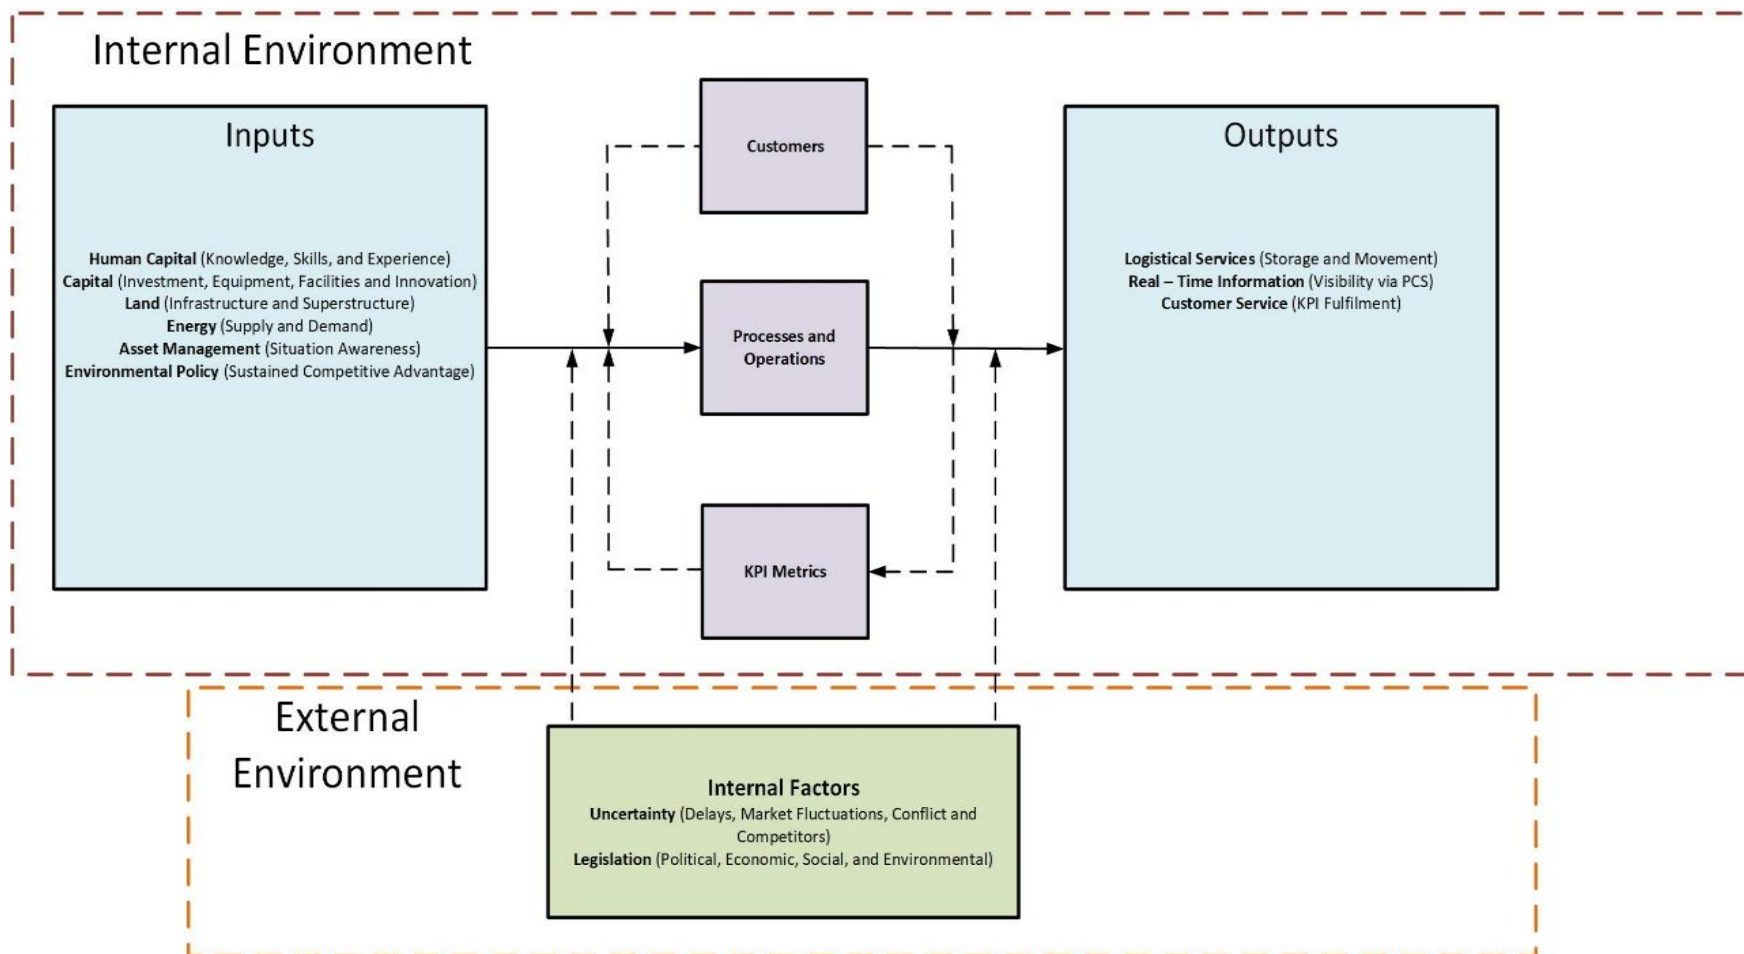 Internal Environment
Inputs
Human Capital (Knowledge, Skills, and Experience)
Capital (Investment, Equipment, Facilities and Innovation)
Land (Infrastructure and Superstructure)
Energy (Supply and Demand)
Asset Management (Situation Awareness)
Environmental Policy (Sustained Competitive Advantage)
Customers
Processes and
Operations
KPI Metrics
Outputs
Logistical Services (Storage and Movement)
Real – Time Information (Visibility via PCS)
Customer Service (KPI Fulfilment)
External
Environment
Internal Factors
Uncertainty (Delays, Market Fluctuations, Conflict and
Competitors)
Legislation (Political, Economic, Social, and Environmental)